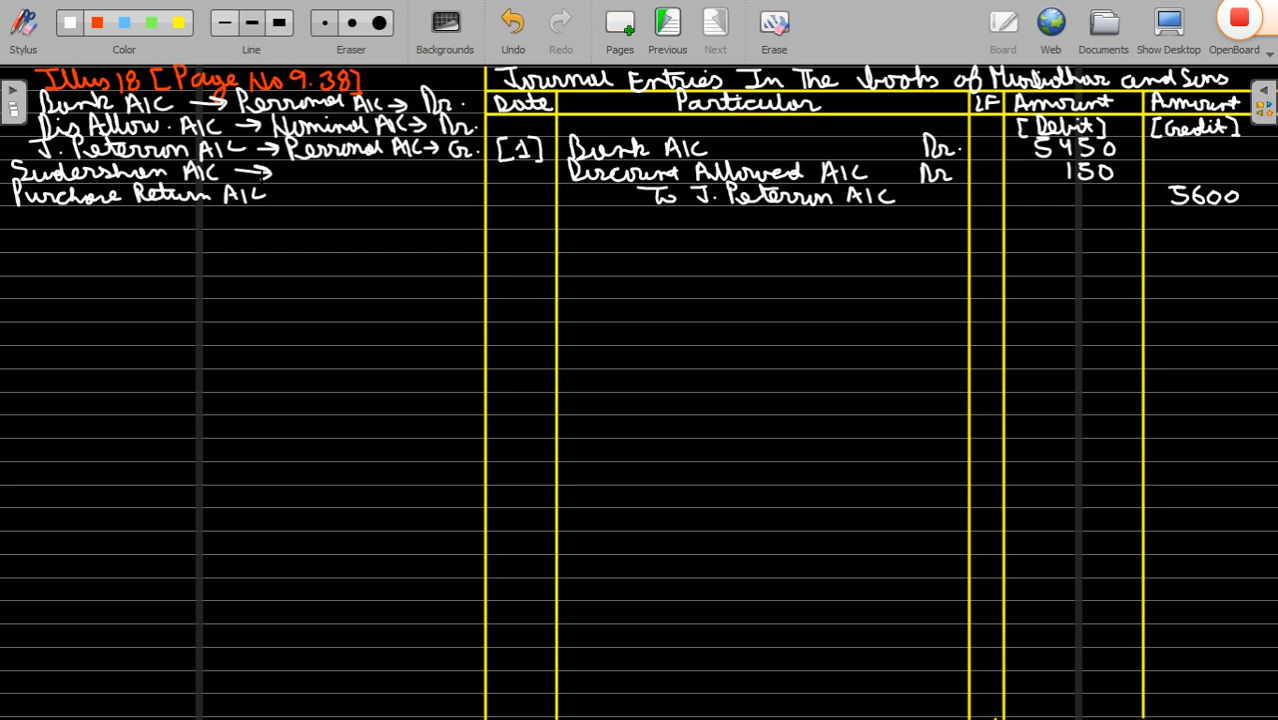 Stylus
Color
Line
Eraser
Backgrounds
Undo
Redo
Pages
Previous
Next
Erase
Board
Web
Documents
Show Desktop
OpenBoard
Illus 18 [Page No 9.38]
Bank A/C → Personal A/C → Dr.
Dis Allow. A/C → Nominal A/C → Dr.
J. Peterson A/C → Personal A/C → Cr.
Sudershan A/C →
Purchase Return A/C
Journal Entries In The books of Murlidhar and Sons
Date Particular LF Amount [Debit] Amount [Credit]
[1] Bank A/C Dr. 5450
Discount Allowed A/C Dr 150
To J. Peterson A/C 5600